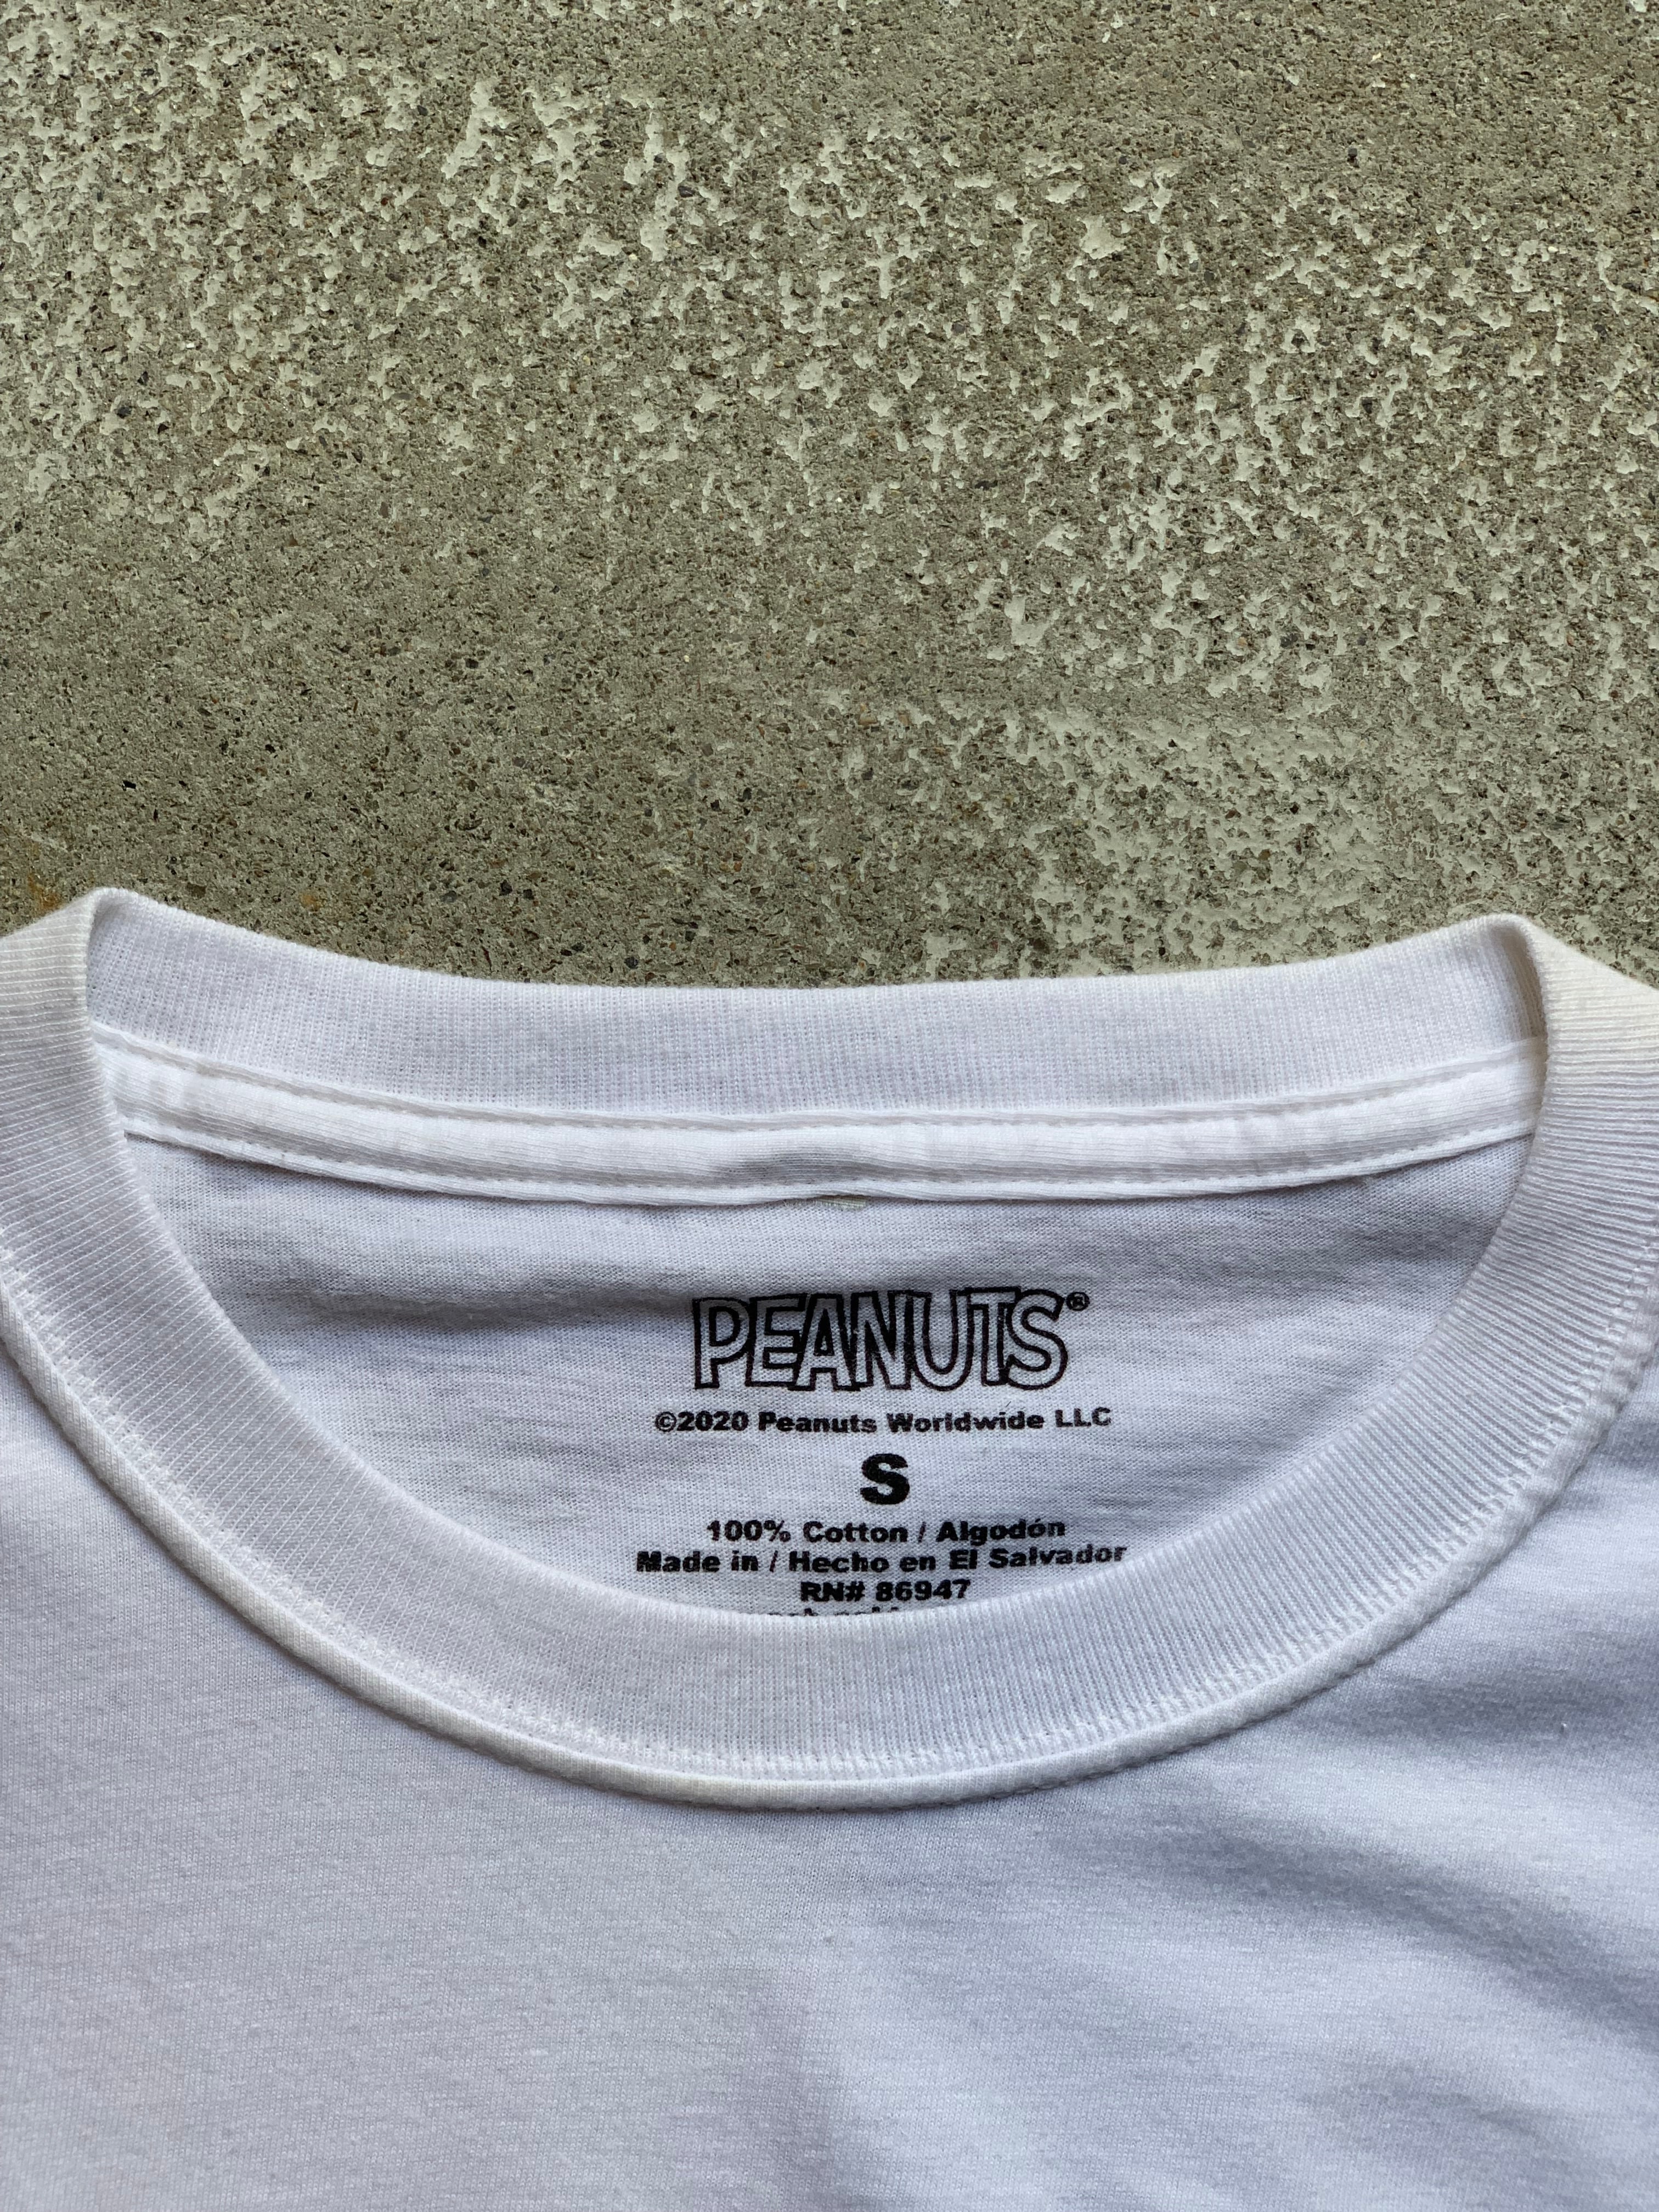 PEANUTS®
©2020 Peanuts Worldwide LLC
S
100% Cotton / Algodón
Made in / Hecho en El Salvador
RN# 86947